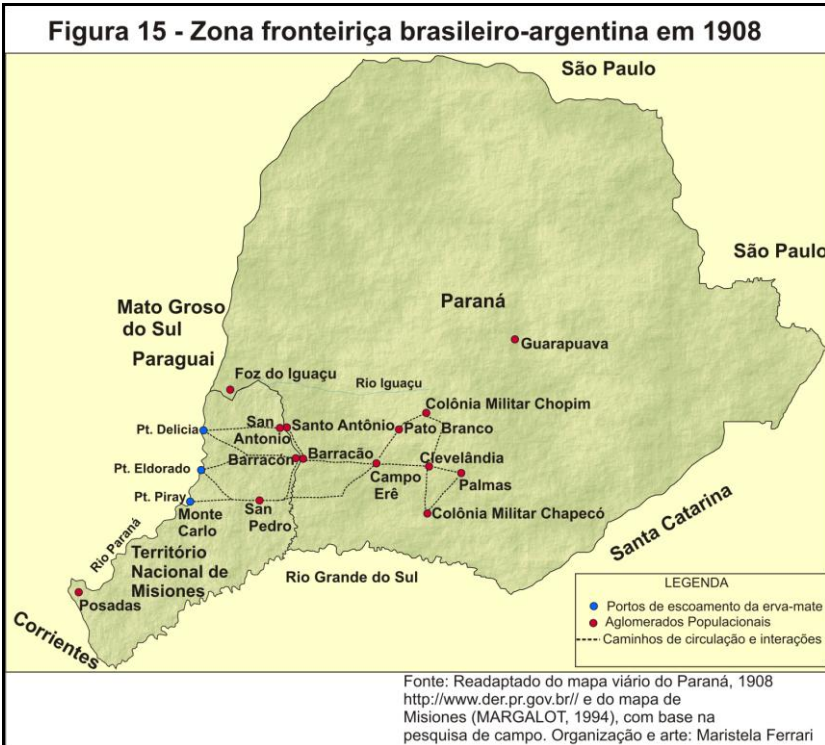 Figura 15 - Zona fronteiriça brasileiro-argentina em 1908
São Paulo
São Paulo
Mato Groso
do Sul
Paraná
Paraguai
Guarapuava
Foz do Iguaçu
Rio Iguaçu
Colônia Militar Chopim
Pt. Delicia
San
Antonio
Santo Antônio
Pato Branco
Pt. Eldorado
Barracón
Barracão
Campo
Erê
Clevelândia
Palmas
Pt. Piray
Monte
Carlo
San
Pedro
Colônia Militar Chapecó
Rio Paraná
Território
Nacional de
Misiones
Rio Grande do Sul
Santa Catarina
Posadas
Corrientes
LEGENDA
Portos de escoamento da erva-mate
Aglomerados Populacionais
Caminhos de circulação e interações
Fonte: Readaptado do mapa viário do Paraná, 1908
http://www.der.pr.gov.br// e do mapa de
Misiones (MARGALOT, 1994), com base na
pesquisa de campo. Organização e arte: Maristela Ferrari